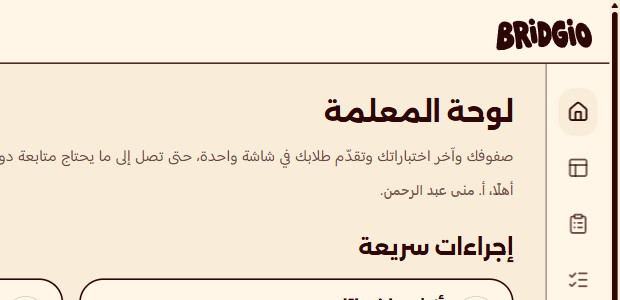 BRiDGiO
لوحة المعلمة
صفوفك وآخر اختباراتك وتقدّم طلابك في شاشة واحدة، حتى تصل إلى ما يحتاج متابعة
أهلًا، أ. منى عبد الرحمن.
إجراءات سريعة